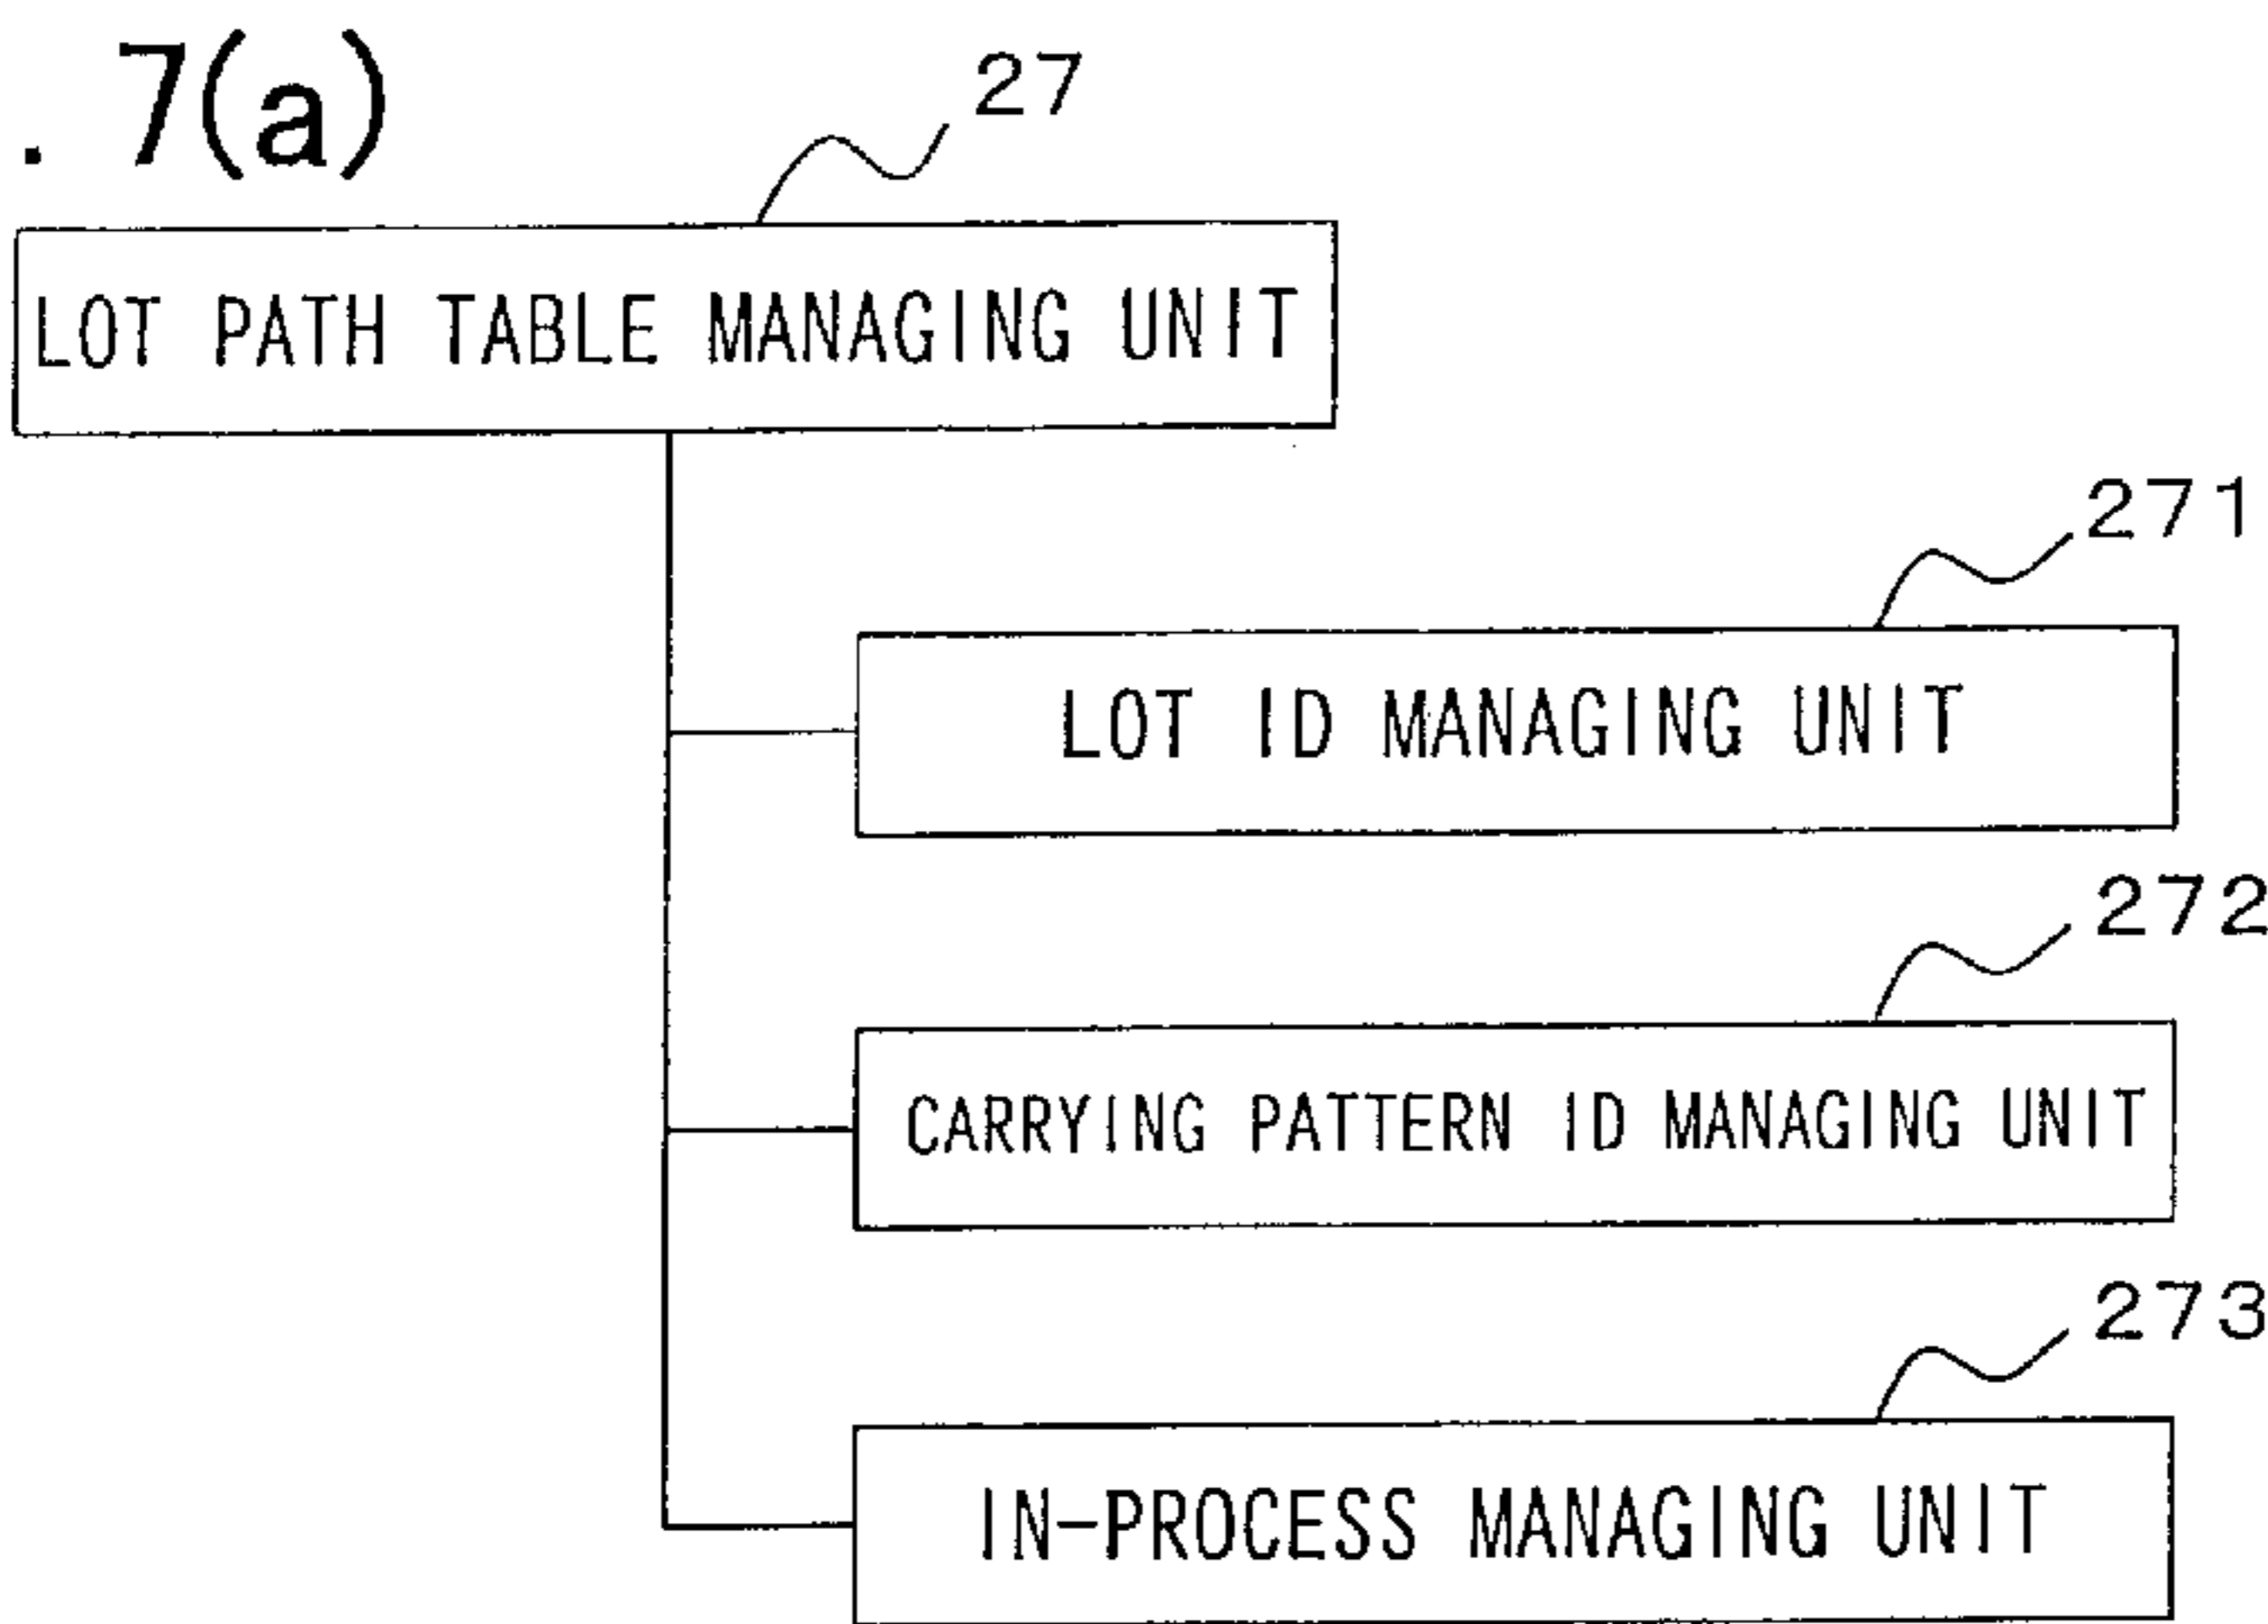 . 7(a)
27
LOT PATH TABLE MANAGING UNIT
271
LOT ID MANAGING UNIT
272
CARRYING PATTERN ID MANAGING UNIT
273
IN-PROCESS MANAGING UNIT